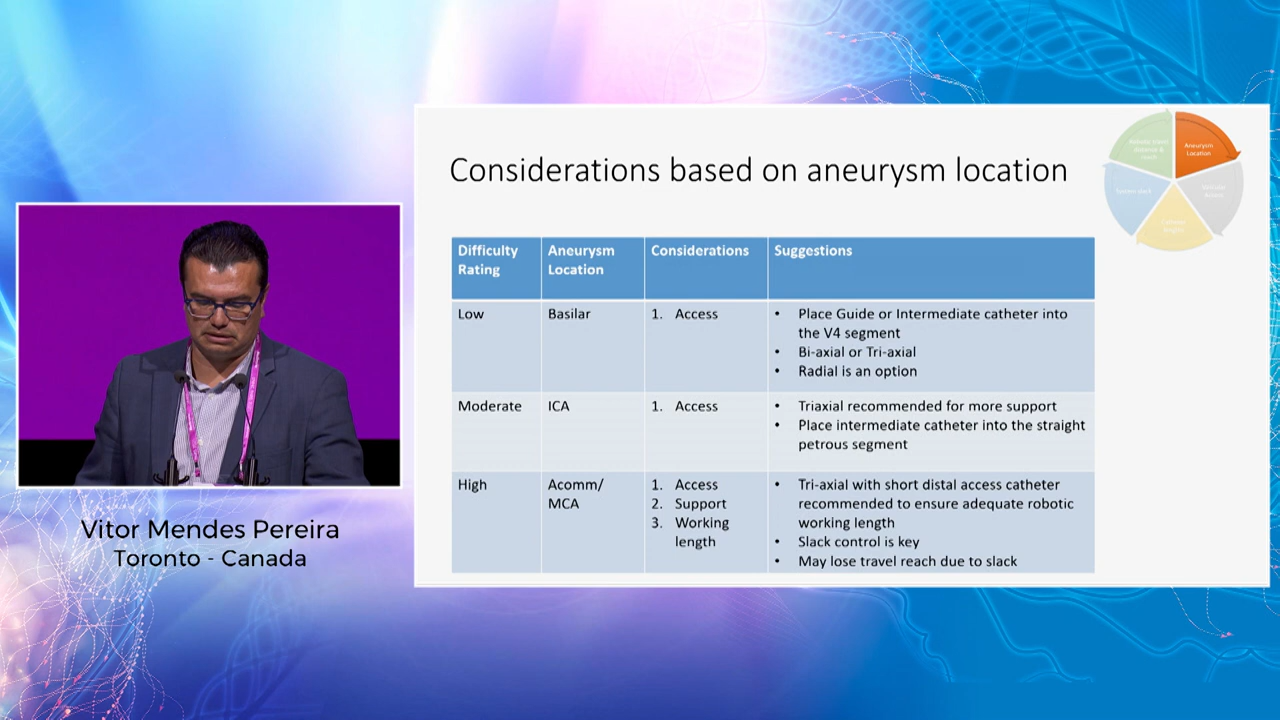 Considerations based on aneurysm location
Aneurysm
Location
Difficulty
Rating
Aneurysm
Location
Considerations
Suggestions
Low
Basilar
1. Access
• Place Guide or Intermediate catheter into
the V4 segment
• Bi-axial or Tri-axial
• Radial is an option
Moderate
ICA
1. Access
• Triaxial recommended for more support
• Place intermediate catheter into the straight
petrous segment
High
Acomm/
MCA
1. Access
2. Support
3. Working
length
• Tri-axial with short distal access catheter
recommended to ensure adequate robotic
working length
• Slack control is key
• May lose travel reach due to slack
Vitor Mendes Pereira
Toronto - Canada